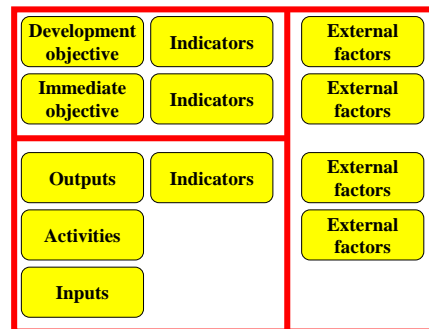 Development
objective
Indicators
External
factors
Immediate
objective
Indicators
External
factors
Outputs
Indicators
External
factors
Activities
External
factors
Inputs